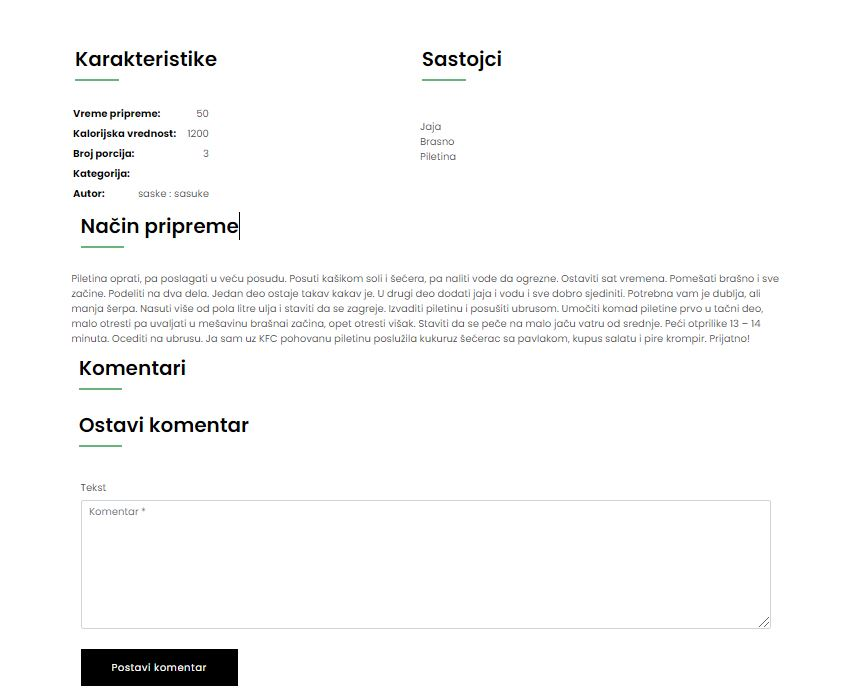 Karakteristike
Sastojci
Vreme pripreme: 50
Kalorijska vrednost: 1200
Broj porcija: 3
Kategorija:
Autor: saske : sasuke
Jaja
Brasno
Piletina
Način pripreme
Piletina oprati, pa poslagati u veću posudu. Posuti kašikom soli i šećera, pa naliti vode da ogrezne. Ostaviti sat vremena. Pomešati brašno i sve
začine. Podeliti na dva dela. Jedan deo ostaje takav kakav je. U drugi deo dodati jaja i vodu i sve dobro sjediniti. Potrebna vam je dublja, ali
manja šerpa. Nasuti više od pola litre ulja i staviti da se zagreje. Izvaditi piletinu i posušiti ubrusom. Umočiti komad piletine prvo u tačni deo,
malo otresti pa uvaljati u mešavinu brašnai začina, opet otresti višak. Staviti da se peče na malo jaču vatru od srednje. Peći otprilike 13 – 14
minuta. Ocediti na ubrusu. Ja sam uz KFC pohovanu piletinu poslužila kukuruz šećerac sa pavlakom, kupus salatu i pire krompir. Prijatno!
Komentari
Ostavi komentar
Tekst
Komentar *
Postavi komentar